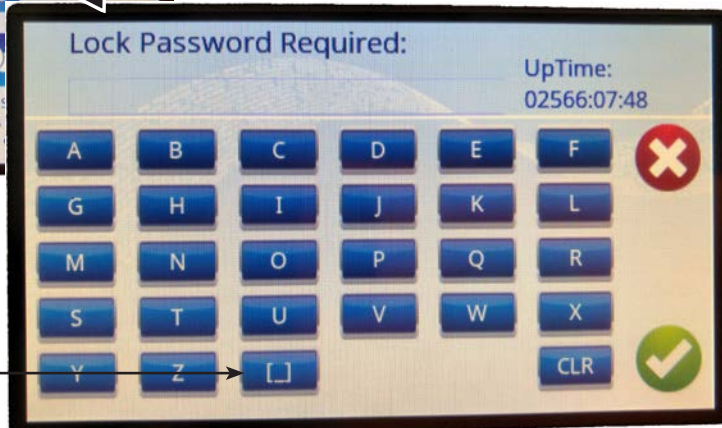 Lock Password Required:
UpTime:
02566:07:48
A B C D E F
G H I J K L
M N O P Q R
S T U V W X
Y Z [_] CLR